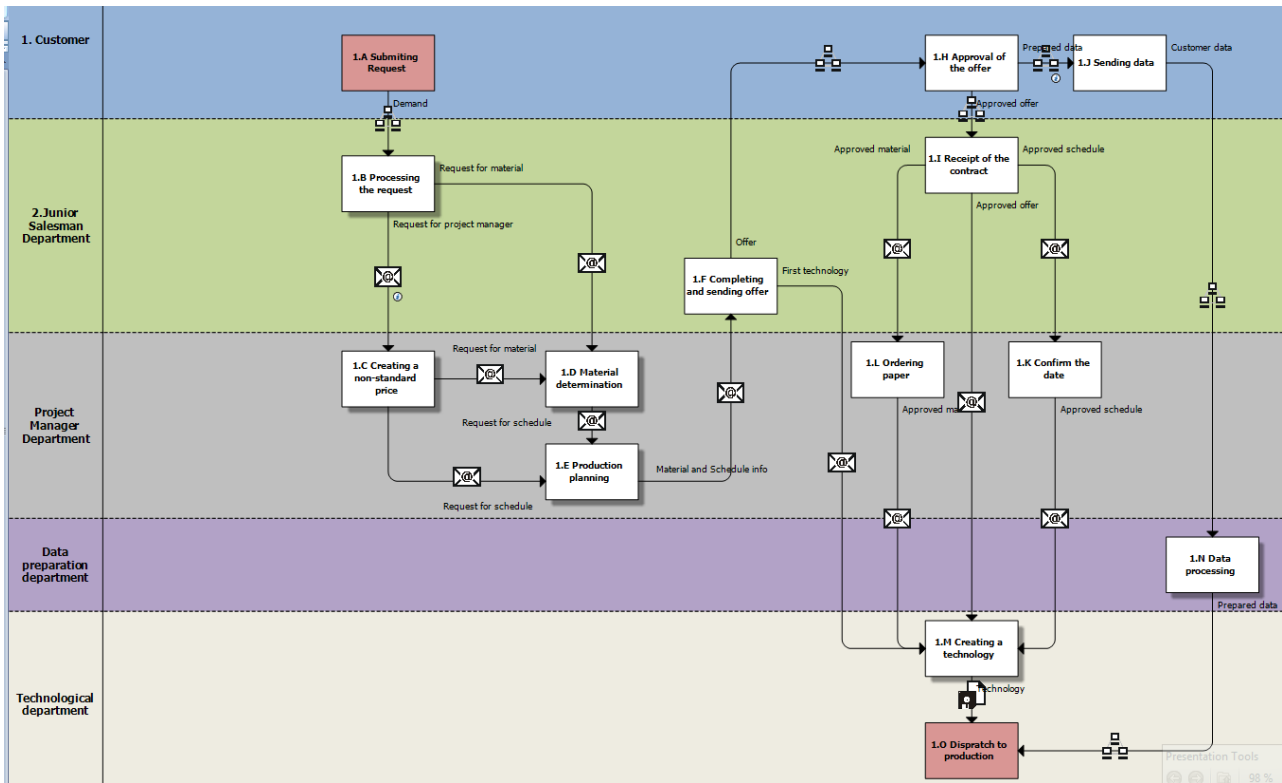 1. Customer
1.A Submiting
Request
Demand
1.H Approval of
the offer
Prepared data
1.J Sending data
Customer data
Approved offer
2.Junior
Salesman
Department
1.B Processing
the request
Request for material
Request for project manager
@
@
Offer
1.F Completing
and sending offer
First technology
Approved material
1.I Receipt of the
contract
Approved schedule
Approved offer
@
@
Project
Manager
Department
1.C Creating a
non-standard
price
Request for material
@
1.D Material
determination
@
Request for schedule
1.E Production
planning
@
Request for schedule
Material and Schedule info
@
1.L Ordering
paper
Approved ma
@
1.K Confirm the
date
Approved schedule
@
@
@
Data
preparation
department
1.N Data
processing
Prepared data
Technological
department
1.M Creating a
technology
Technology
1.O Dispratch to
production
Presentation Tools
98 %